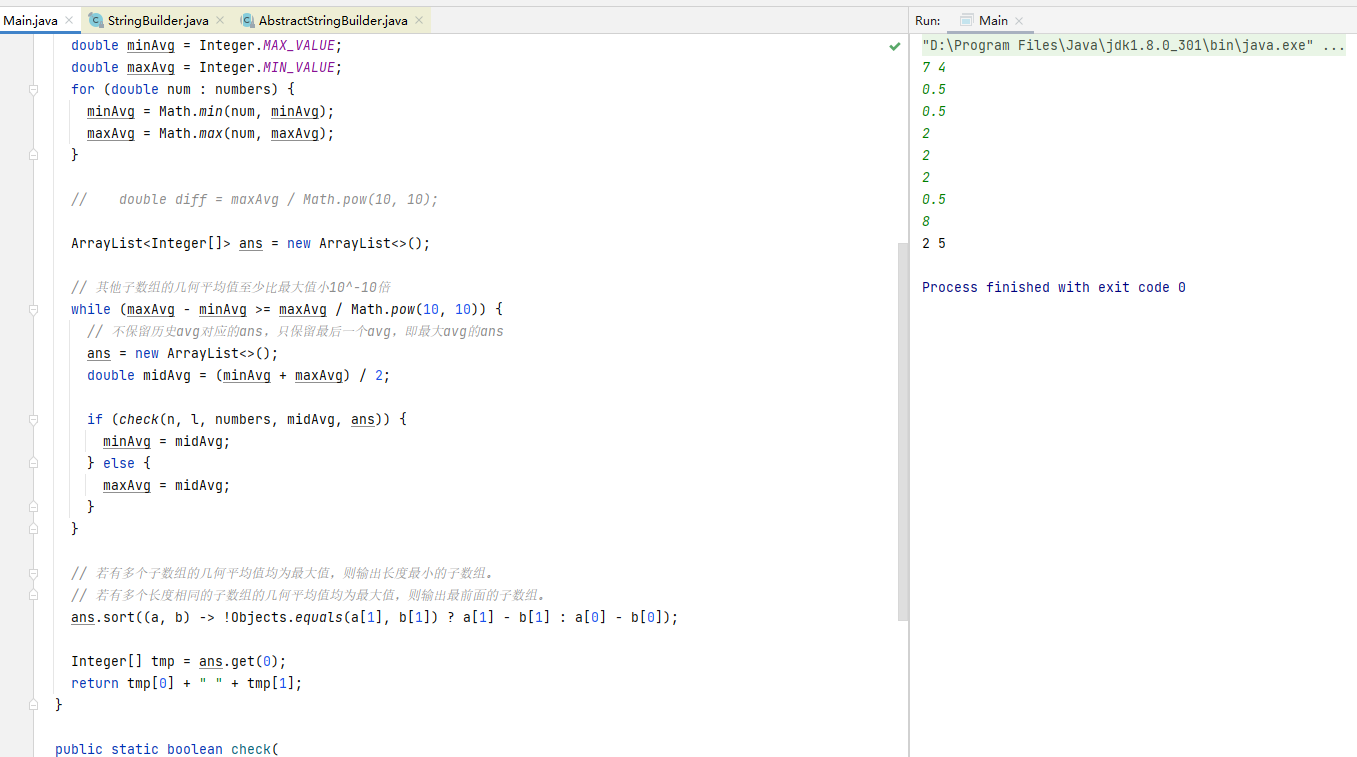 Main.java × StringBuilder.java × AbstractStringBuilder.java ×
double minAvg = Integer.MAX_VALUE;
double maxAvg = Integer.MIN_VALUE;
for (double num : numbers) {
minAvg = Math.min(num, minAvg);
maxAvg = Math.max(num, maxAvg);
}
//    double diff = maxAvg / Math.pow(10, 10);
ArrayList<Integer[]> ans = new ArrayList<>();
// 其他子数组的几何平均值至少比最大值小10^-10倍
while (maxAvg - minAvg >= maxAvg / Math.pow(10, 10)) {
// 不保留历史avg对应的ans，只保留最后一个avg，即最大avg的ans
ans = new ArrayList<>();
double midAvg = (minAvg + maxAvg) / 2;
if (check(n, l, numbers, midAvg, ans)) {
minAvg = midAvg;
} else {
maxAvg = midAvg;
}
}
// 若有多个子数组的几何平均值均为最大值，则输出长度最小的子数组。
// 若有多个长度相同的子数组的几何平均值均为最大值，则输出最前面的子数组。
ans.sort((a, b) -> !Objects.equals(a[1], b[1]) ? a[1] - b[1] : a[0] - b[0]);
Integer[] tmp = ans.get(0);
return tmp[0] + " " + tmp[1];
}
public static boolean check(
Run: Main ×
"D:\Program Files\Java\jdk1.8.0_301\bin\java.exe" ...
7 4
0.5
0.5
2
2
2
0.5
8
2 5
Process finished with exit code 0